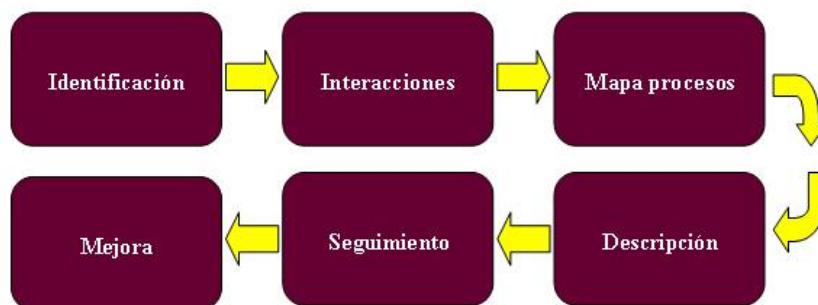 Identificación
Interacciones
Mapa procesos
Descripción
Seguimiento
Mejora